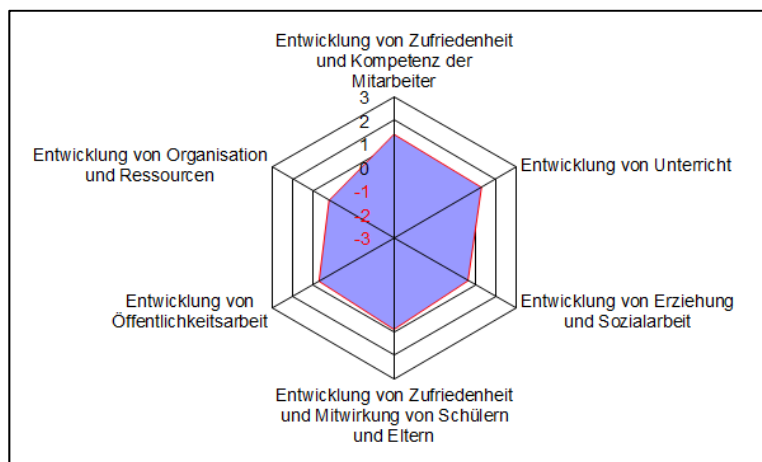 Entwicklung von Zufriedenheit
und Kompetenz der
Mitarbeiter
3
2
1
0
-1
-2
-3
Entwicklung von Unterricht
Entwicklung von Erziehung
und Sozialarbeit
Entwicklung von Zufriedenheit
und Mitwirkung von Schülern
und Eltern
Entwicklung von
Öffentlichkeitsarbeit
Entwicklung von Organisation
und Ressourcen